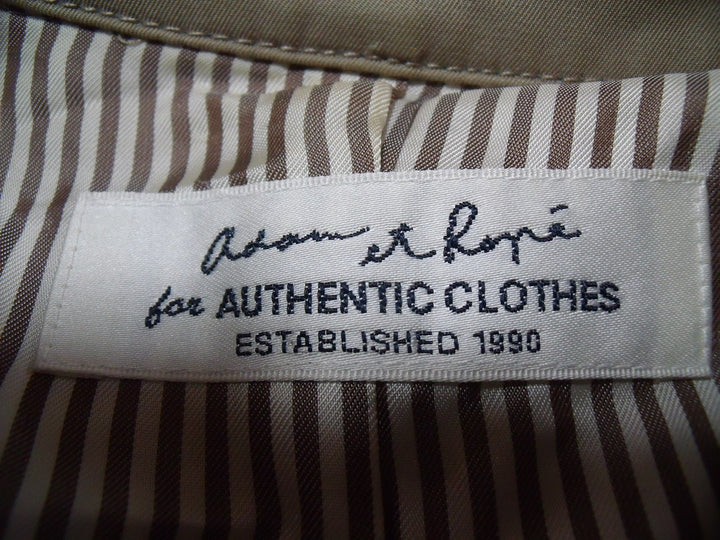 Adam et Ropé
for AUTHENTIC CLOTHES
ESTABLISHED 1990